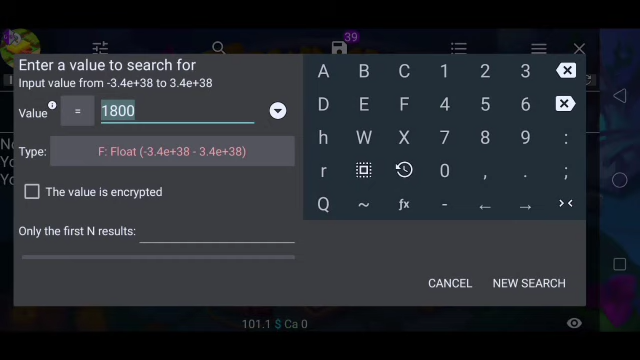 39
Enter a value to search for
Input value from -3.4e+38 to 3.4e+38
Value = 1800
Type: F: Float (-3.4e+38 - 3.4e+38)
The value is encrypted
Only the first N results:
A B C 1 2 3
D E F 4 5 6
h W X 7 8 9 :
r 0 , . ;
Q ~ ƒx - ← → ><
CANCEL NEW SEARCH
101.1 $ Ca 0